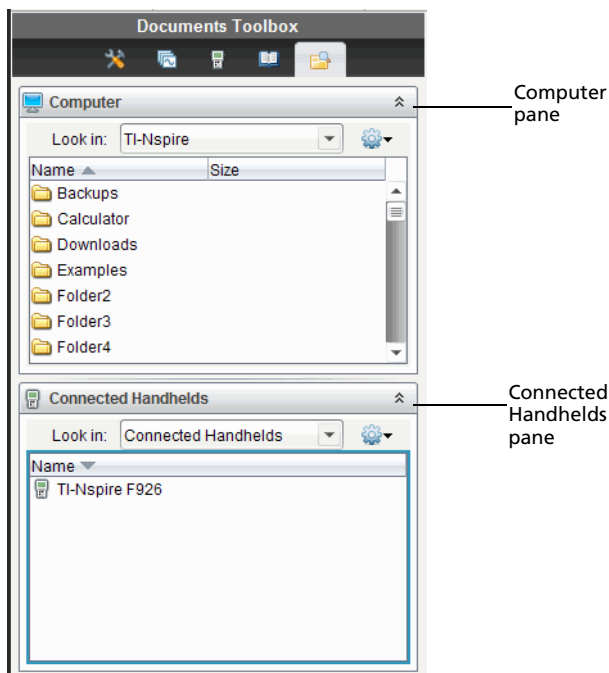 Documents Toolbox
Computer
Look in: TI-Nspire
Name Size
Backups
Calculator
Downloads
Examples
Folder2
Folder3
Folder4
Computer
pane
Connected Handhelds
Look in: Connected Handhelds
Name
TI-Nspire F926
Connected
Handhelds
pane